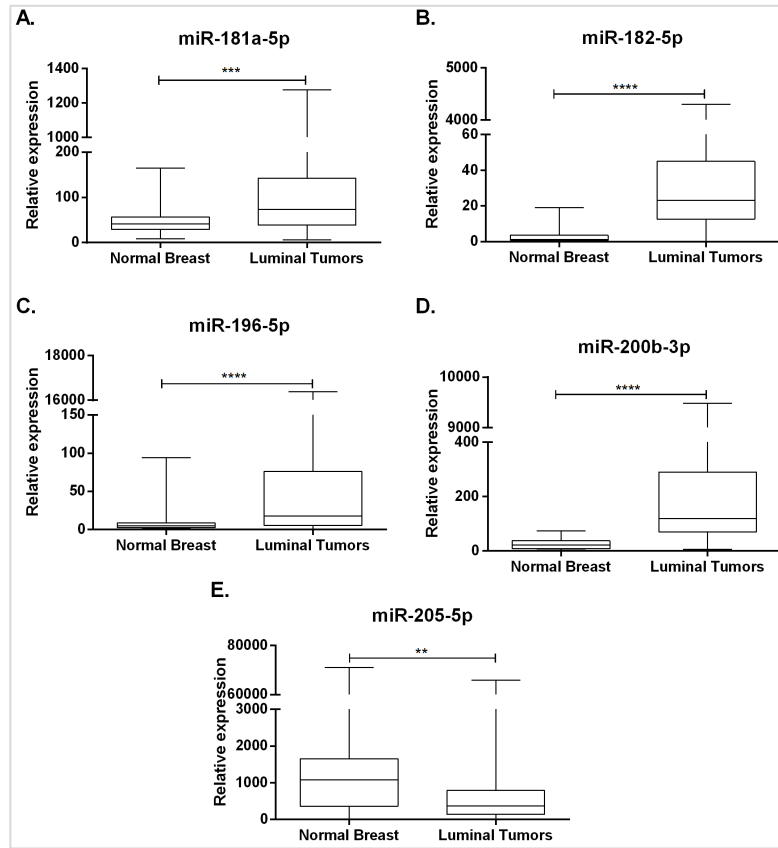 A.
miR-181a-5p
Relative expression
1400
1200
1000
200
100
0
***
Normal Breast
Luminal Tumors
B.
miR-182-5p
Relative expression
5000
4000
60
40
20
0
****
Normal Breast
Luminal Tumors
C.
miR-196-5p
Relative expression
18000
16000
150
100
50
0
****
Normal Breast
Luminal Tumors
D.
miR-200b-3p
Relative expression
10000
9000
400
200
0
****
Normal Breast
Luminal Tumors
E.
miR-205-5p
Relative expression
80000
60000
3000
2000
1000
0
**
Normal Breast
Luminal Tumors